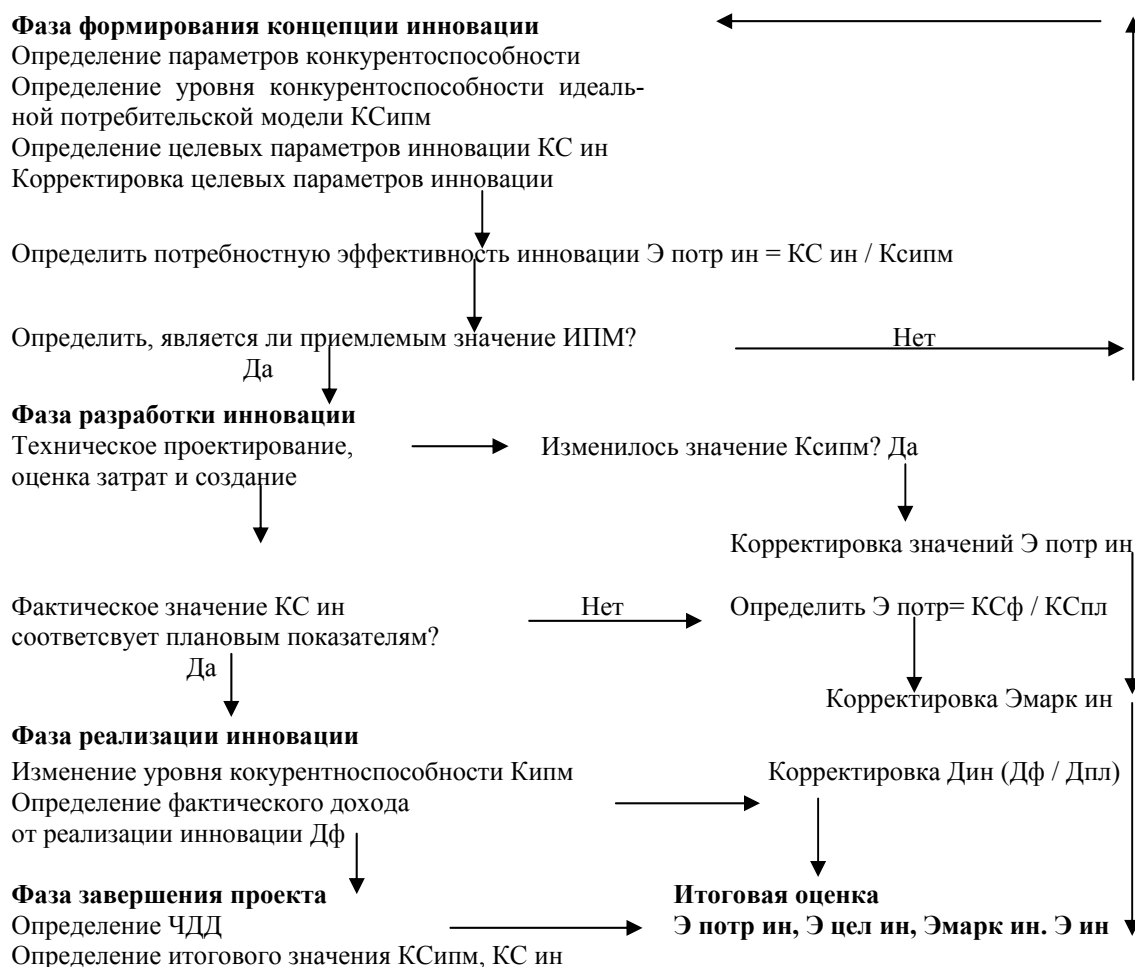 Фаза формирования концепции инновации
Определение параметров конкурентоспособности
Определение уровня конкурентоспособности идеаль-
ной потребительской модели КСипм
Определение целевых параметров инновации КС ин
Корректировка целевых параметров инновации
Определить потребностную эффективность инновации Э потр ин = КС ин / Ксипм
Определить, является ли приемлемым значение ИПМ?
Нет
Да
Фаза разработки инновации
Техническое проектирование,
Изменилось значение Ксипм? Да
оценка затрат и создание
Корректировка значений Э потр ин
Фактическое значение КС ин
Нет
Определить Э потр= КСф / КСпл
соответсвует плановым показателям?
Да
Корректировка Эмарк ин
Фаза реализации инновации
Изменение уровня кокурентноспособности Кипм
Корректировка Дин (Дф / Дпл)
Определение фактического дохода
от реализации инновации Дф
Фаза завершения проекта
Итоговая оценка
Определение ЧДД
Э потр ин, Э цел ин, Эмарк ин. Э ин
Определение итогового значения КСипм, КС ин